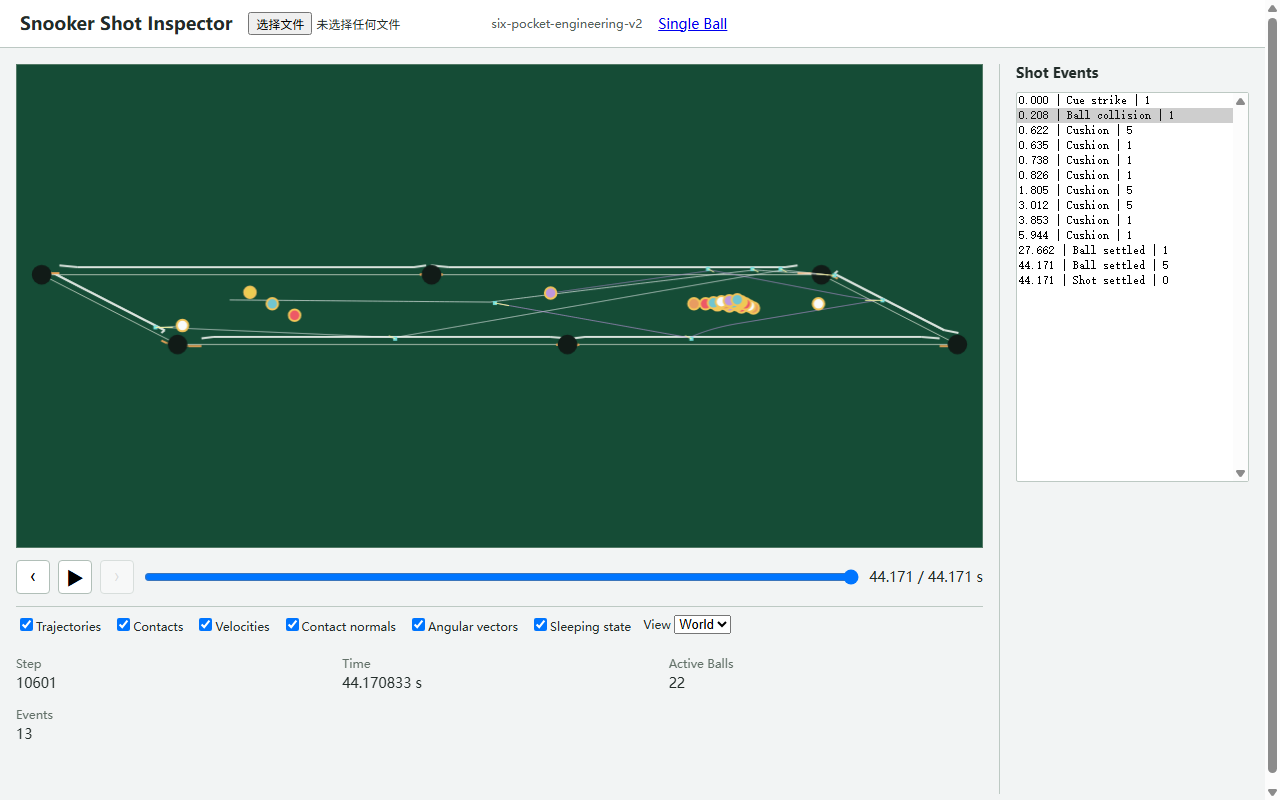 Snooker Shot Inspector 选择文件 未选择任何文件 six-pocket-engineering-v2 Single Ball
Shot Events
0.000 | Cue strike | 1
0.208 | Ball collision | 1
0.622 | Cushion | 5
0.635 | Cushion | 1
0.738 | Cushion | 1
0.826 | Cushion | 1
1.805 | Cushion | 5
3.012 | Cushion | 5
3.853 | Cushion | 1
5.944 | Cushion | 1
27.662 | Ball settled | 1
44.171 | Ball settled | 5
44.171 | Shot settled | 0
44.171 / 44.171 s
Trajectories Contacts Velocities Contact normals Angular vectors Sleeping state View World
Step Time Active Balls
10601 44.170833 s 22
Events
13